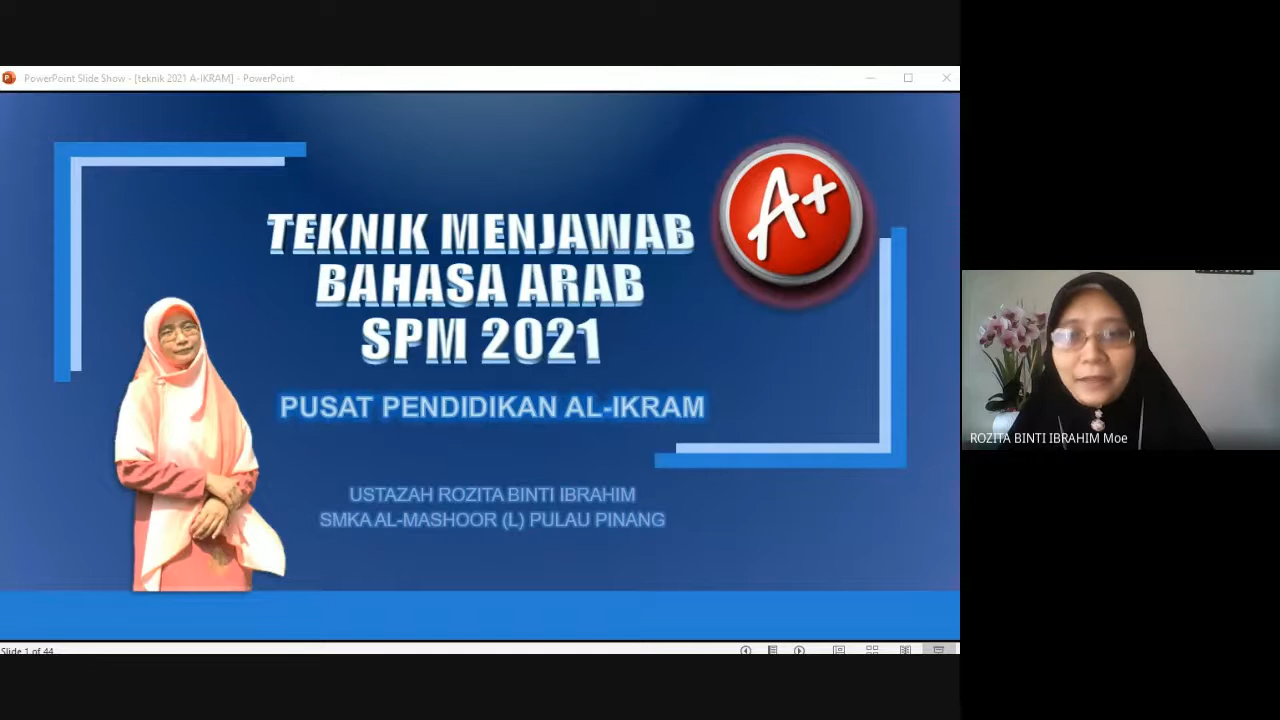 PowerPoint Slide Show - [teknik 2021 A-IKRAM] - PowerPoint
A+
TEKNIK MENJAWAB
BAHASA ARAB
SPM 2021
PUSAT PENDIDIKAN AL-IKRAM
USTAZAH ROZITA BINTI IBRAHIM
SMKA AL-MASHOOR (L) PULAU PINANG
Slide 1 of 44
ROZITA BINTI IBRAHIM Moe